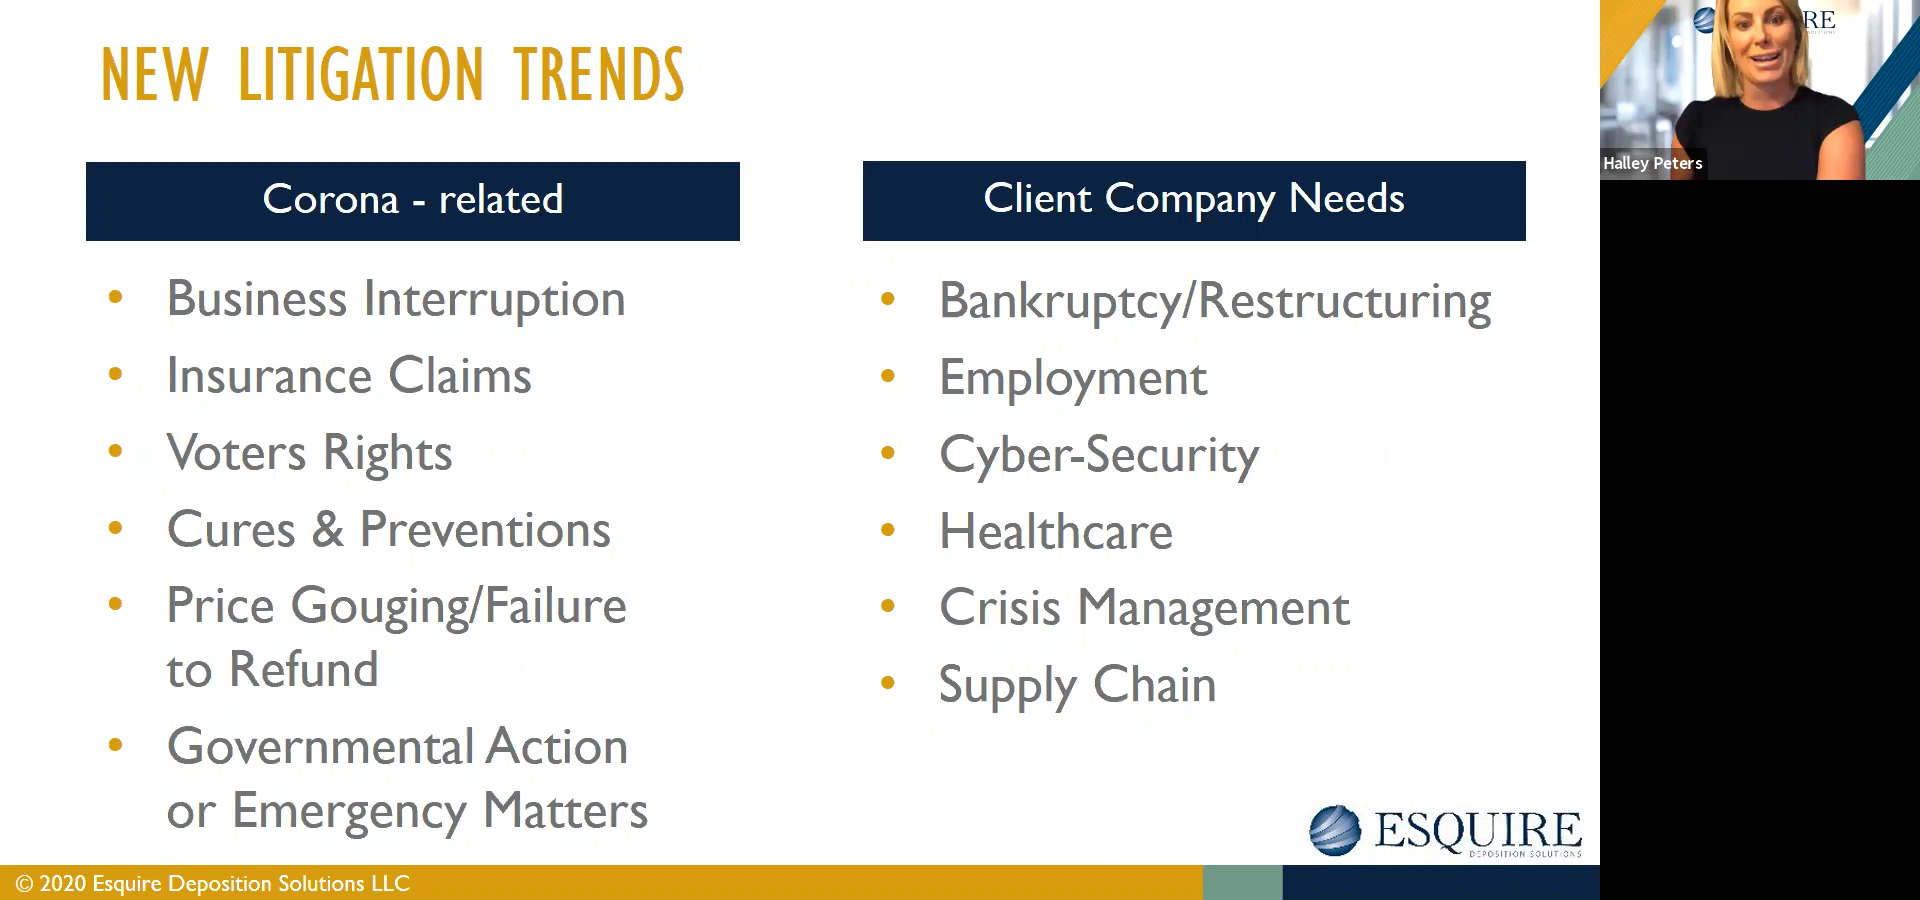 NEW LITIGATION TRENDS
Corona - related
• Business Interruption
• Insurance Claims
• Voters Rights
• Cures & Preventions
• Price Gouging/Failure
to Refund
• Governmental Action
or Emergency Matters
Client Company Needs
• Bankruptcy/Restructuring
• Employment
• Cyber-Security
• Healthcare
• Crisis Management
• Supply Chain
ESQUIRE
DEPOSITION SOLUTIONS
© 2020 Esquire Deposition Solutions LLC
RE
Halley Peters